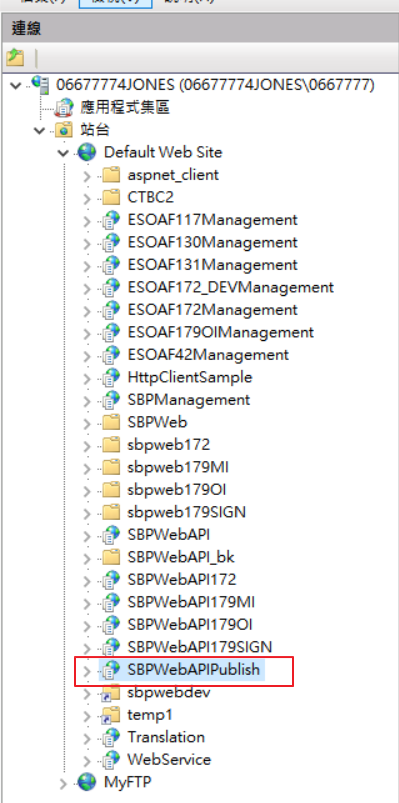 連線
06677774JONES (06677774JONES\0667777)
應用程式集區
站台
Default Web Site
aspnet_client
CTBC2
ESOAF117Management
ESOAF130Management
ESOAF131Management
ESOAF172_DEVManagement
ESOAF172Management
ESOAF179OIManagement
ESOAF42Management
HttpClientSample
SBPManagement
SBPWeb
sbpweb172
sbpweb179MI
sbpweb179OI
sbpweb179SIGN
SBPWebAPI
SBPWebAPI_bk
SBPWebAPI172
SBPWebAPI179MI
SBPWebAPI179OI
SBPWebAPI179SIGN
SBPWebAPIPublish
sbpwebdev
temp1
Translation
WebService
MyFTP